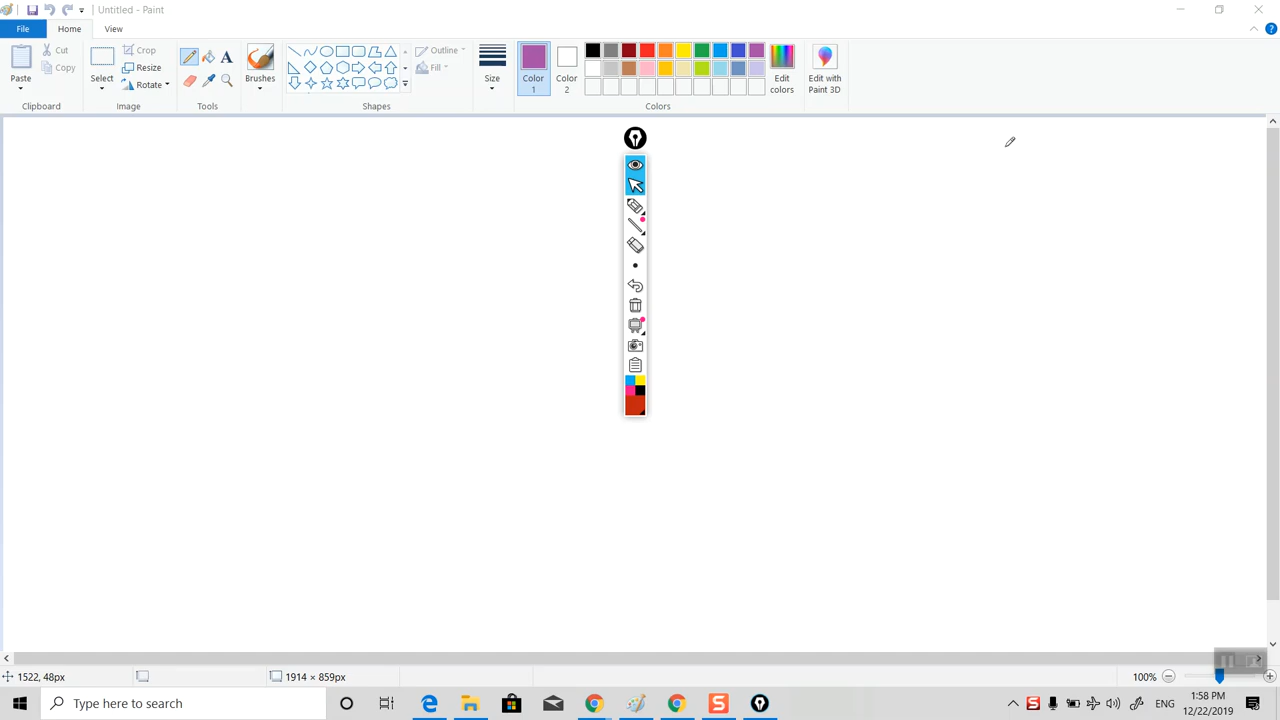 Untitled - Paint
File
Home
View
Paste
Cut
Copy
Clipboard
Select
Crop
Resize
Rotate
Image
A
Tools
Brushes
Outline
Fill
Shapes
Size
Color 1
Color 2
Edit colors
Edit with Paint 3D
Colors
1522, 48px
1914 × 859px
100%
Type here to search
S
S
ENG
1:58 PM
12/22/2019